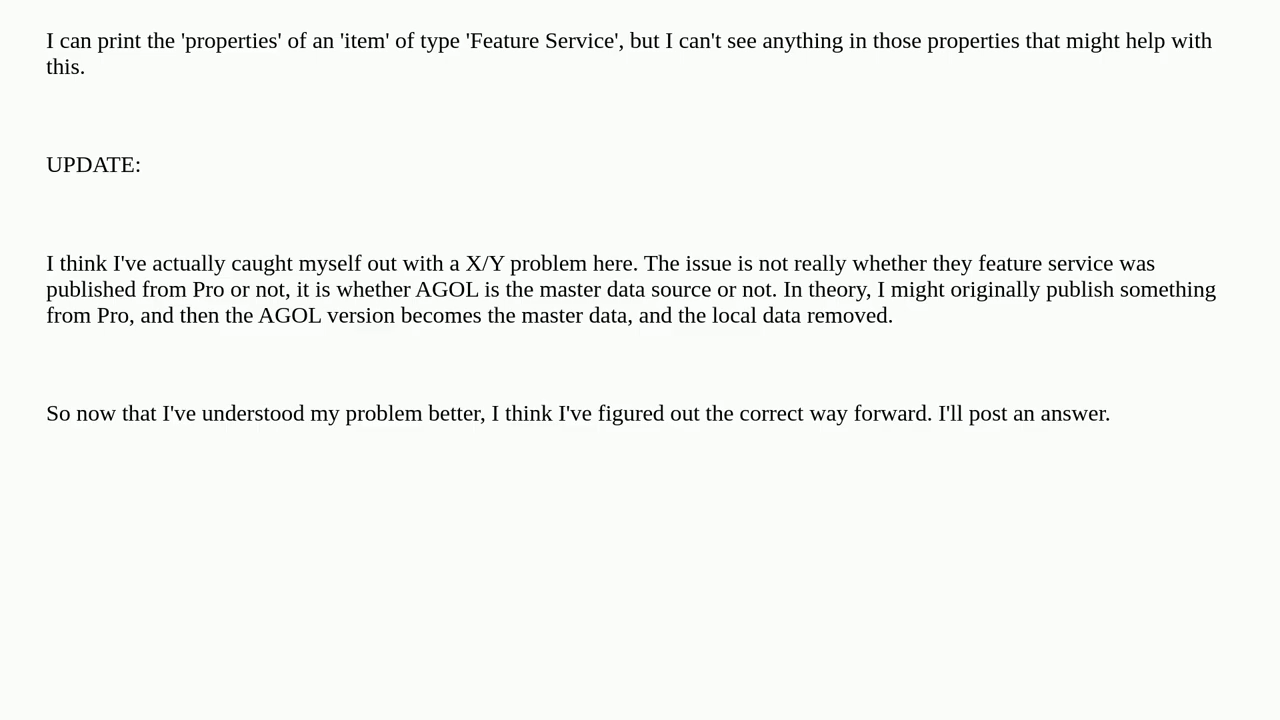 I can print the 'properties' of an 'item' of type 'Feature Service', but I can't see anything in those properties that might help with
this.
UPDATE:
I think I've actually caught myself out with a X/Y problem here. The issue is not really whether they feature service was
published from Pro or not, it is whether AGOL is the master data source or not. In theory, I might originally publish something
from Pro, and then the AGOL version becomes the master data, and the local data removed.
So now that I've understood my problem better, I think I've figured out the correct way forward. I'll post an answer.